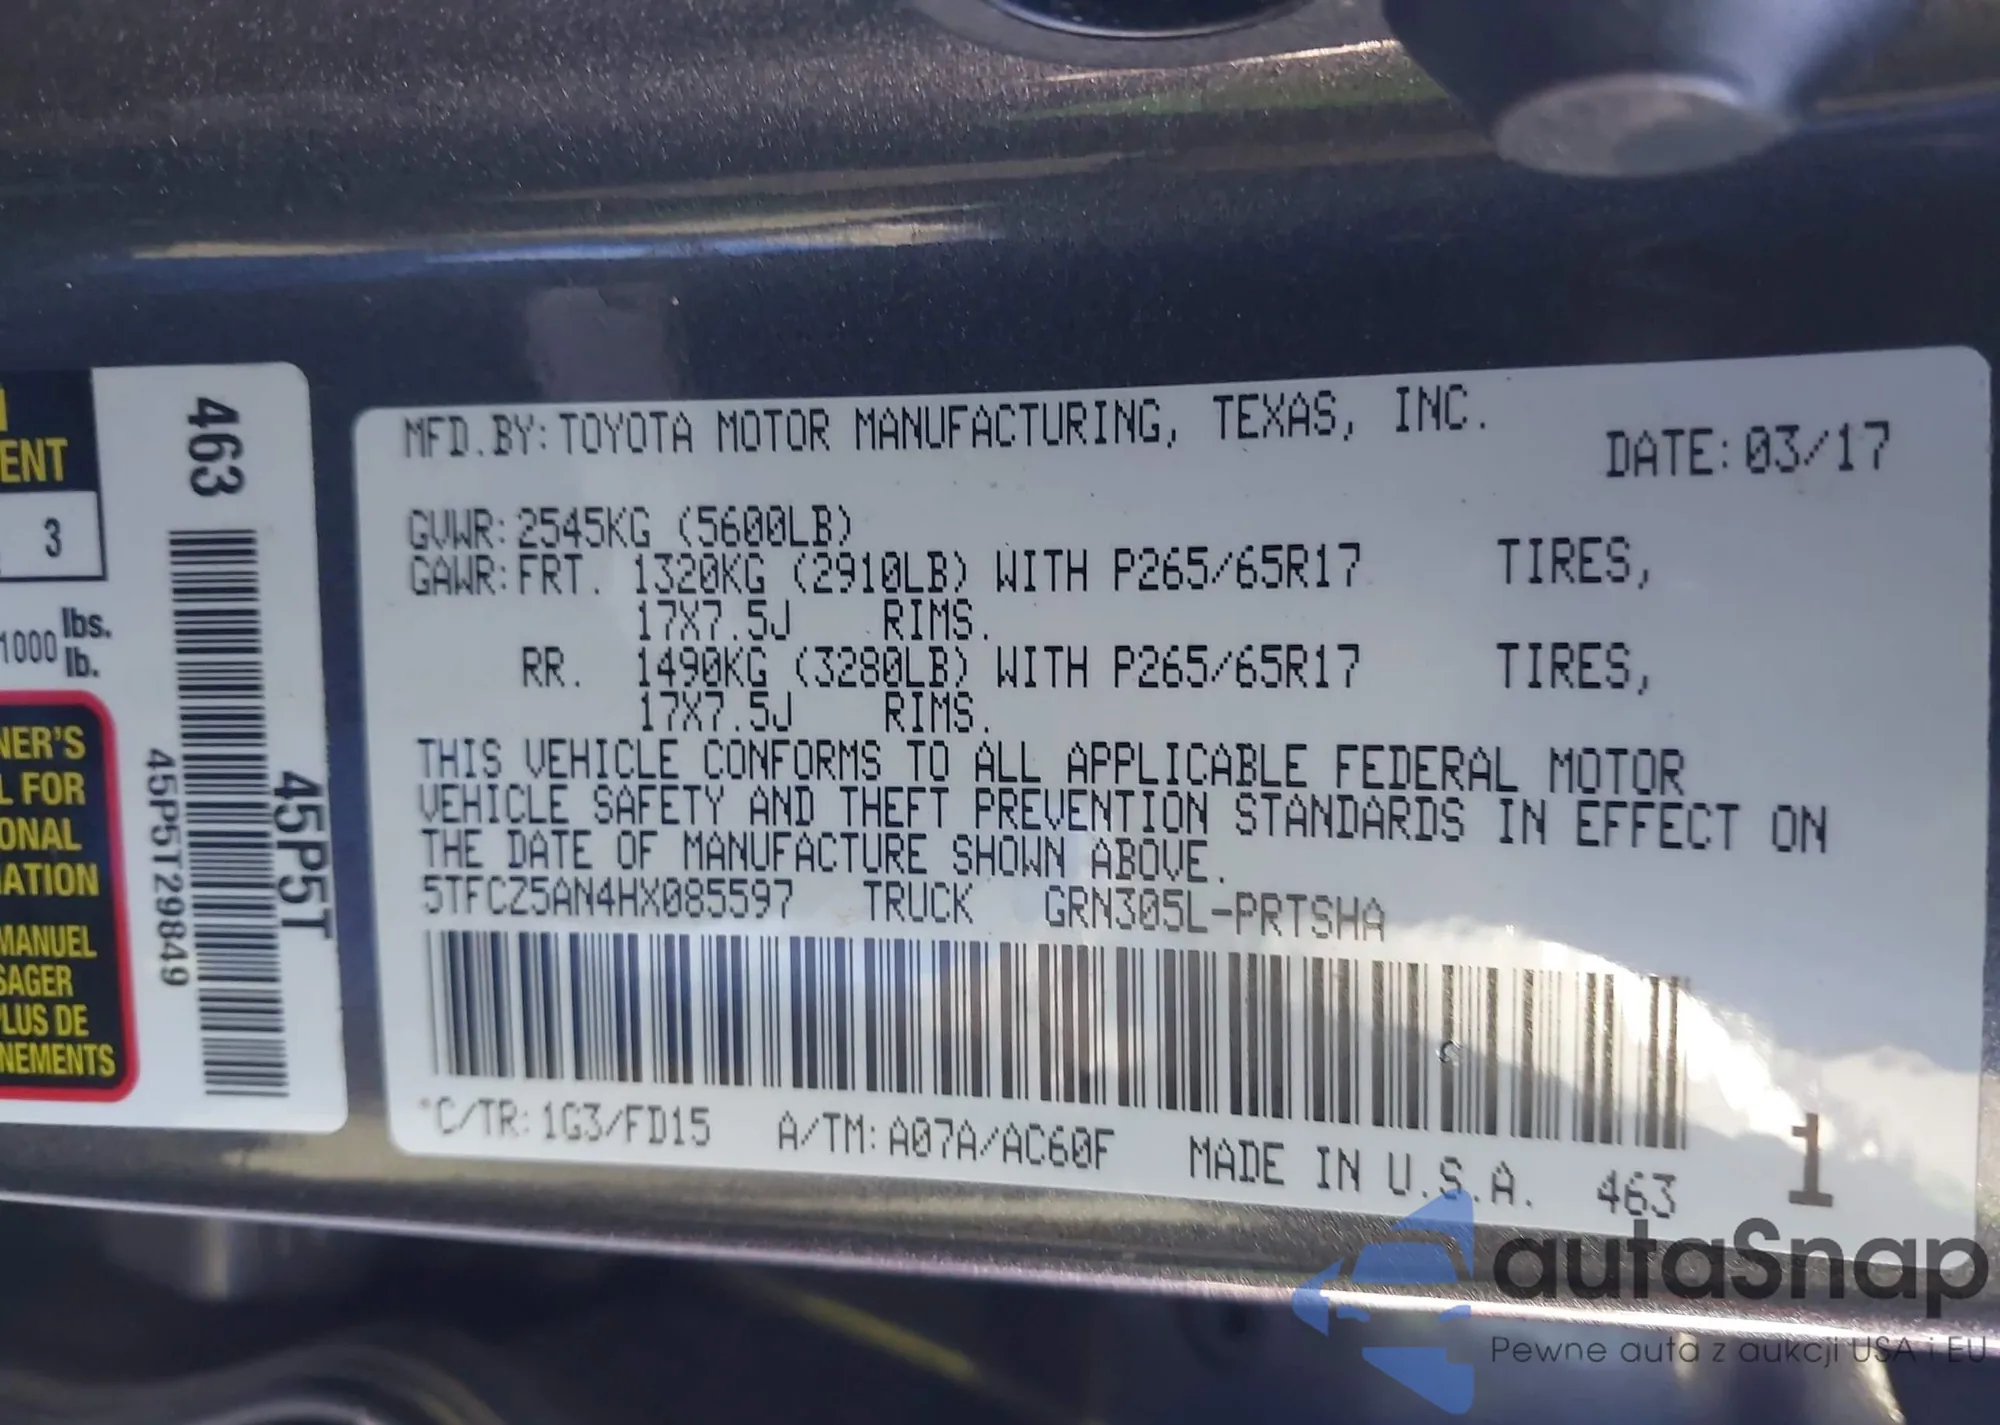 ENT
3
1000 lbs.
lb.
NER'S
L FOR
ONAL
MATION
MANUEL
SAGER
PLUS DE
NEMENTS
463
45P5T29849
45P5T
MFD.BY:TOYOTA MOTOR MANUFACTURING, TEXAS, INC.
DATE:03/17
GVWR:2545KG (5600LB)
GAWR:FRT. 1320KG (2910LB) WITH P265/65R17 TIRES,
17X7.5J RIMS.
RR. 1490KG (3280LB) WITH P265/65R17 TIRES,
17X7.5J RIMS.
THIS VEHICLE CONFORMS TO ALL APPLICABLE FEDERAL MOTOR
VEHICLE SAFETY AND THEFT PREVENTION STANDARDS IN EFFECT ON
THE DATE OF MANUFACTURE SHOWN ABOVE.
5TFCZ5AN4HX085597 TRUCK GRN305L-PRTSHA
*C/TR:1G3/FD15 A/TM:A07A/AC60F MADE IN U.S.A. 463 1
autaSnap
Pewne auta z aukcji USA i EU